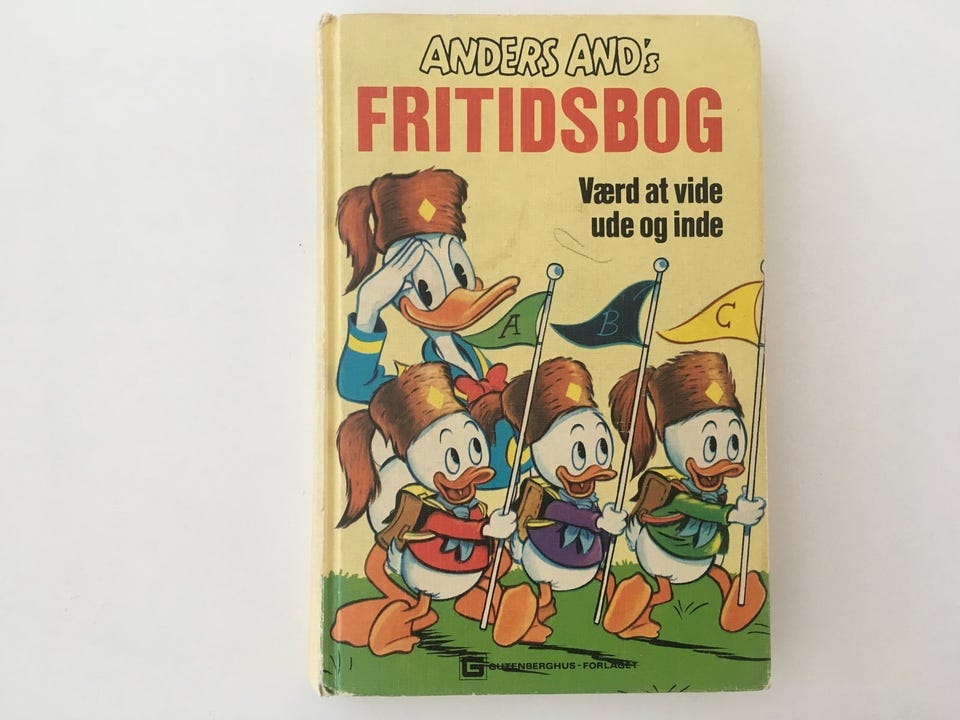 ANDERS AND's
FRITIDSBOG
Værd at vide
ude og inde
A
B
C
G GUTENBERGHUS-FORLAGET